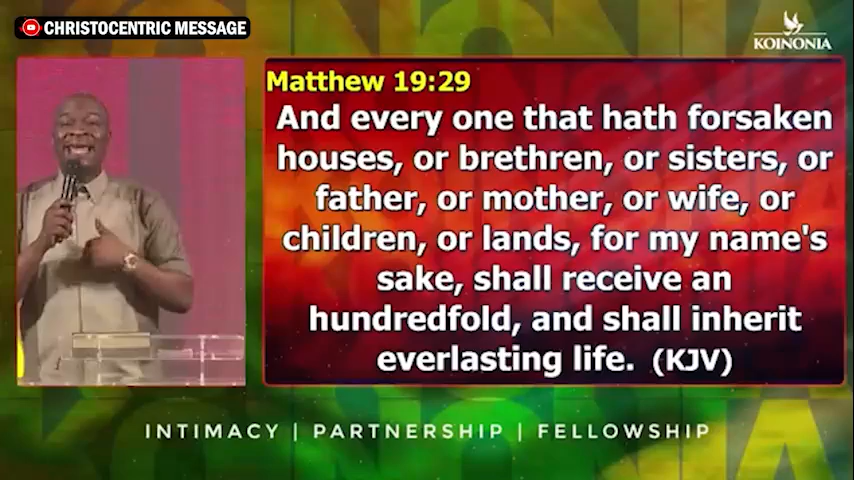 CHRISTOCENTRIC MESSAGE
KOINONIA
Matthew 19:29
And every one that hath forsaken
houses, or brethren, or sisters, or
father, or mother, or wife, or
children, or lands, for my name's
sake, shall receive an
hundredfold, and shall inherit
everlasting life. (KJV)
INTIMACY | PARTNERSHIP | FELLOWSHIP